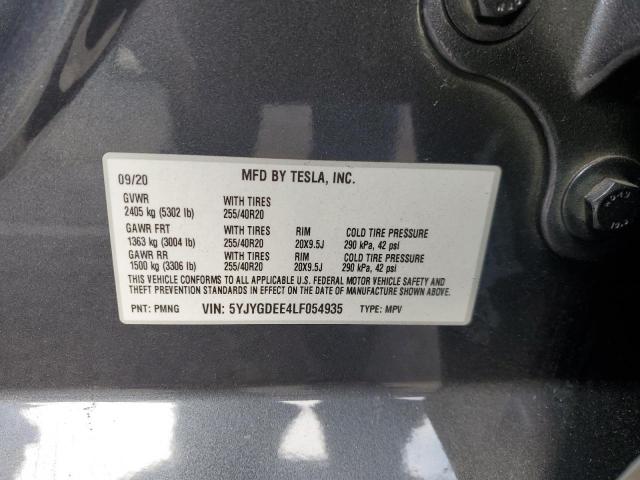 09/20 MFD BY TESLA, INC.
GVWR WITH TIRES
2405 kg (5302 lb) 255/40R20
GAWR FRT WITH TIRES RIM COLD TIRE PRESSURE
1363 kg (3004 lb) 255/40R20 20X9.5J 290 kPa, 42 psi
GAWR RR WITH TIRES RIM COLD TIRE PRESSURE
1500 kg (3306 lb) 255/40R20 20X9.5J 290 kPa, 42 psi
THIS VEHICLE CONFORMS TO ALL APPLICABLE U.S. FEDERAL MOTOR VEHICLE SAFETY AND
THEFT PREVENTION STANDARDS IN EFFECT ON THE DATE OF MANUFACTURE SHOWN ABOVE.
PNT: PMNG VIN: 5YJYGDEE4LF054935 TYPE: MPV